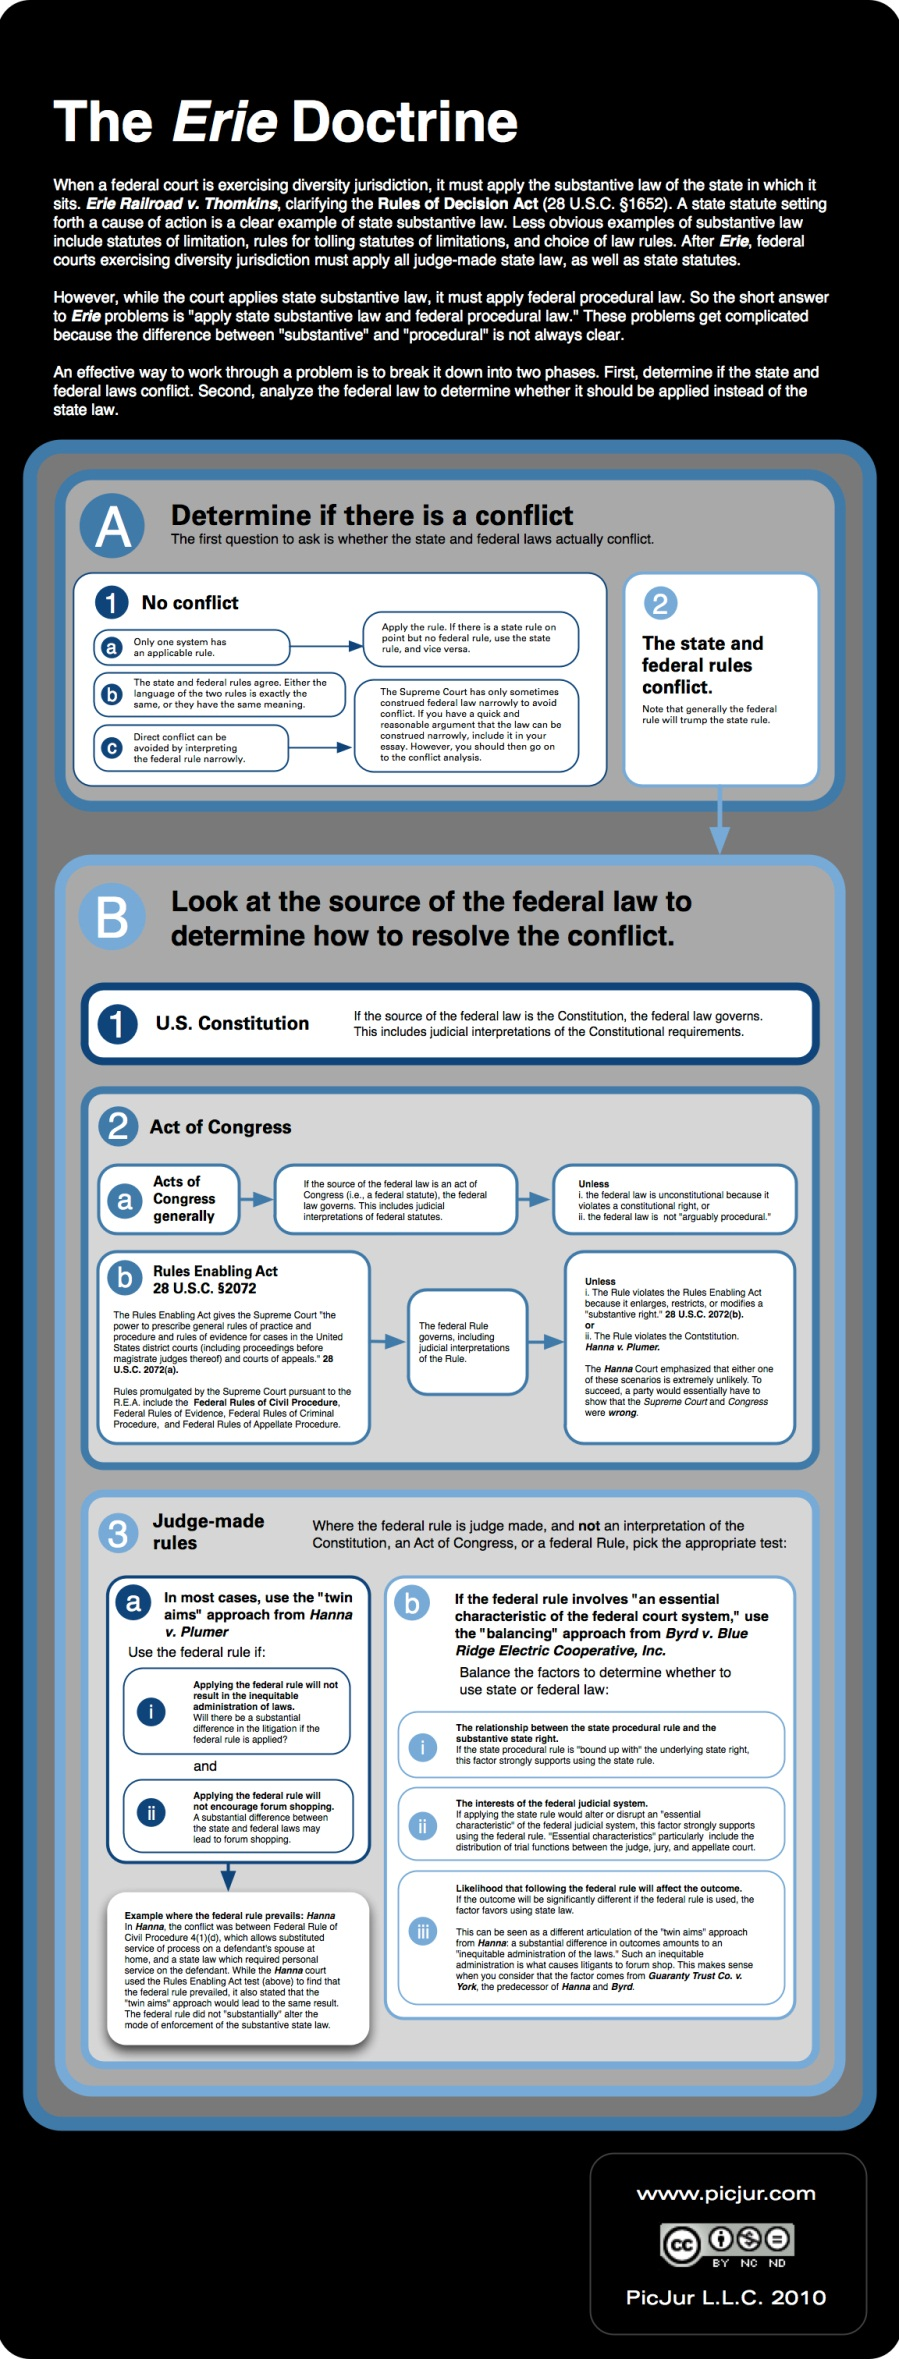 The Erie Doctrine
When a federal court is exercising diversity jurisdiction, it must apply the substantive law of the state in which it
sits. Erie Railroad v. Thomkins, clarifying the Rules of Decision Act (28 U.S.C. §1652). A state statute setting
forth a cause of action is a clear example of state substantive law. Less obvious examples of substantive law
include statutes of limitation, rules for tolling statutes of limitations, and choice of law rules. After Erie, federal
courts exercising diversity jurisdiction must apply all judge-made state law, as well as state statutes.
However, while the court applies state substantive law, it must apply federal procedural law. So the short answer
to Erie problems is "apply state substantive law and federal procedural law." These problems get complicated
because the difference between "substantive" and "procedural" is not always clear.
An effective way to work through a problem is to break it down into two phases. First, determine if the state and
federal laws conflict. Second, analyze the federal law to determine whether it should be applied instead of the
state law.
A
Determine if there is a conflict
The first question to ask is whether the state and federal laws actually conflict.
1 No conflict
a
Only one system has
an applicable rule.
Apply the rule. If there is a state rule on
point but no federal rule, use the state
rule, and vice versa.
b
The state and federal rules agree. Either the
language of the two rules is exactly the
same, or they have the same meaning.
c
Direct conflict can be
avoided by interpreting
the federal rule narrowly.
The Supreme Court has only sometimes
construed federal law narrowly to avoid
conflict. If you have a quick and
reasonable argument that the law can be
construed narrowly, include it in your
essay. However, you should then go on
to the conflict analysis.
2
The state and
federal rules
conflict.
Note that generally the federal
rule will trump the state rule.
B
Look at the source of the federal law to
determine how to resolve the conflict.
1 U.S. Constitution
If the source of the federal law is the Constitution, the federal law governs.
This includes judicial interpretations of the Constitutional requirements.
2 Act of Congress
a
Acts of
Congress
generally
If the source of the federal law is an act of
Congress (i.e., a federal statute), the federal
law governs. This includes judicial
interpretations of federal statutes.
Unless
i. the federal law is unconstitutional because it
violates a constitutional right, or
ii. the federal law is not "arguably procedural."
b
Rules Enabling Act
28 U.S.C. §2072
The Rules Enabling Act gives the Supreme Court "the
power to prescribe general rules of practice and
procedure and rules of evidence for cases in the United
States district courts (including proceedings before
magistrate judges thereof) and courts of appeals." 28
U.S.C. 2072(a).
Rules promulgated by the Supreme Court pursuant to the
R.E.A. include the Federal Rules of Civil Procedure,
Federal Rules of Evidence, Federal Rules of Criminal
Procedure, and Federal Rules of Appellate Procedure.
The federal Rule
governs, including
judicial interpretations
of the Rule.
Unless
i. The Rule violates the Rules Enabling Act
because it enlarges, restricts, or modifies a
"substantive right." 28 U.S.C. 2072(b).
or
ii. The Rule violates the Contstitution.
Hanna v. Plumer.
The Hanna Court emphasized that either one
of these scenarios is extremely unlikely. To
succeed, a party would essentially have to
show that the Supreme Court and Congress
were wrong.
3
Judge-made
rules
Where the federal rule is judge made, and not an interpretation of the
Constitution, an Act of Congress, or a federal Rule, pick the appropriate test:
a
In most cases, use the "twin
aims" approach from Hanna
v. Plumer
Use the federal rule if:
i
Applying the federal rule will not
result in the inequitable
administration of laws.
Will there be a substantial
difference in the litigation if the
federal rule is applied?
and
ii
Applying the federal rule will
not encourage forum shopping.
A substantial difference between
the state and federal laws may
lead to forum shopping.
Example where the federal rule prevails: Hanna
In Hanna, the conflict was between Federal Rule of
Civil Procedure 4(1)(d), which allows substituted
service of process on a defendant's spouse at
home, and a state law which required personal
service on the defendant. While the Hanna court
used the Rules Enabling Act test (above) to find that
the federal rule prevailed, it also stated that the
"twin aims" approach would lead to the same result.
The federal rule did not "substantially" alter the
mode of enforcement of the substantive state law.
b
If the federal rule involves "an essential
characteristic of the federal court system," use
the "balancing" approach from Byrd v. Blue
Ridge Electric Cooperative, Inc.
Balance the factors to determine whether to
use state or federal law:
i
The relationship between the state procedural rule and the
substantive state right.
If the state procedural rule is "bound up with" the underlying state right,
this factor strongly supports using the state rule.
ii
The interests of the federal judicial system.
If applying the state rule would alter or disrupt an "essential
characteristic" of the federal judicial system, this factor strongly supports
using the federal rule. "Essential characteristics" particularly include the
distribution of trial functions between the judge, jury, and appellate court.
iii
Likelihood that following the federal rule will affect the outcome.
If the outcome will be significantly different if the federal rule is used, the
factor favors using state law.
This can be seen as a different articulation of the "twin aims" approach
from Hanna: a substantial difference in outcomes amounts to an
"inequitable administration of the laws." Such an inequitable
administration is what causes litigants to forum shop. This makes sense
when you consider that the factor comes from Guaranty Trust Co. v.
York, the predecessor of Hanna and Byrd.
www.picjur.com
cc
BY NC ND
PicJur L.L.C. 2010